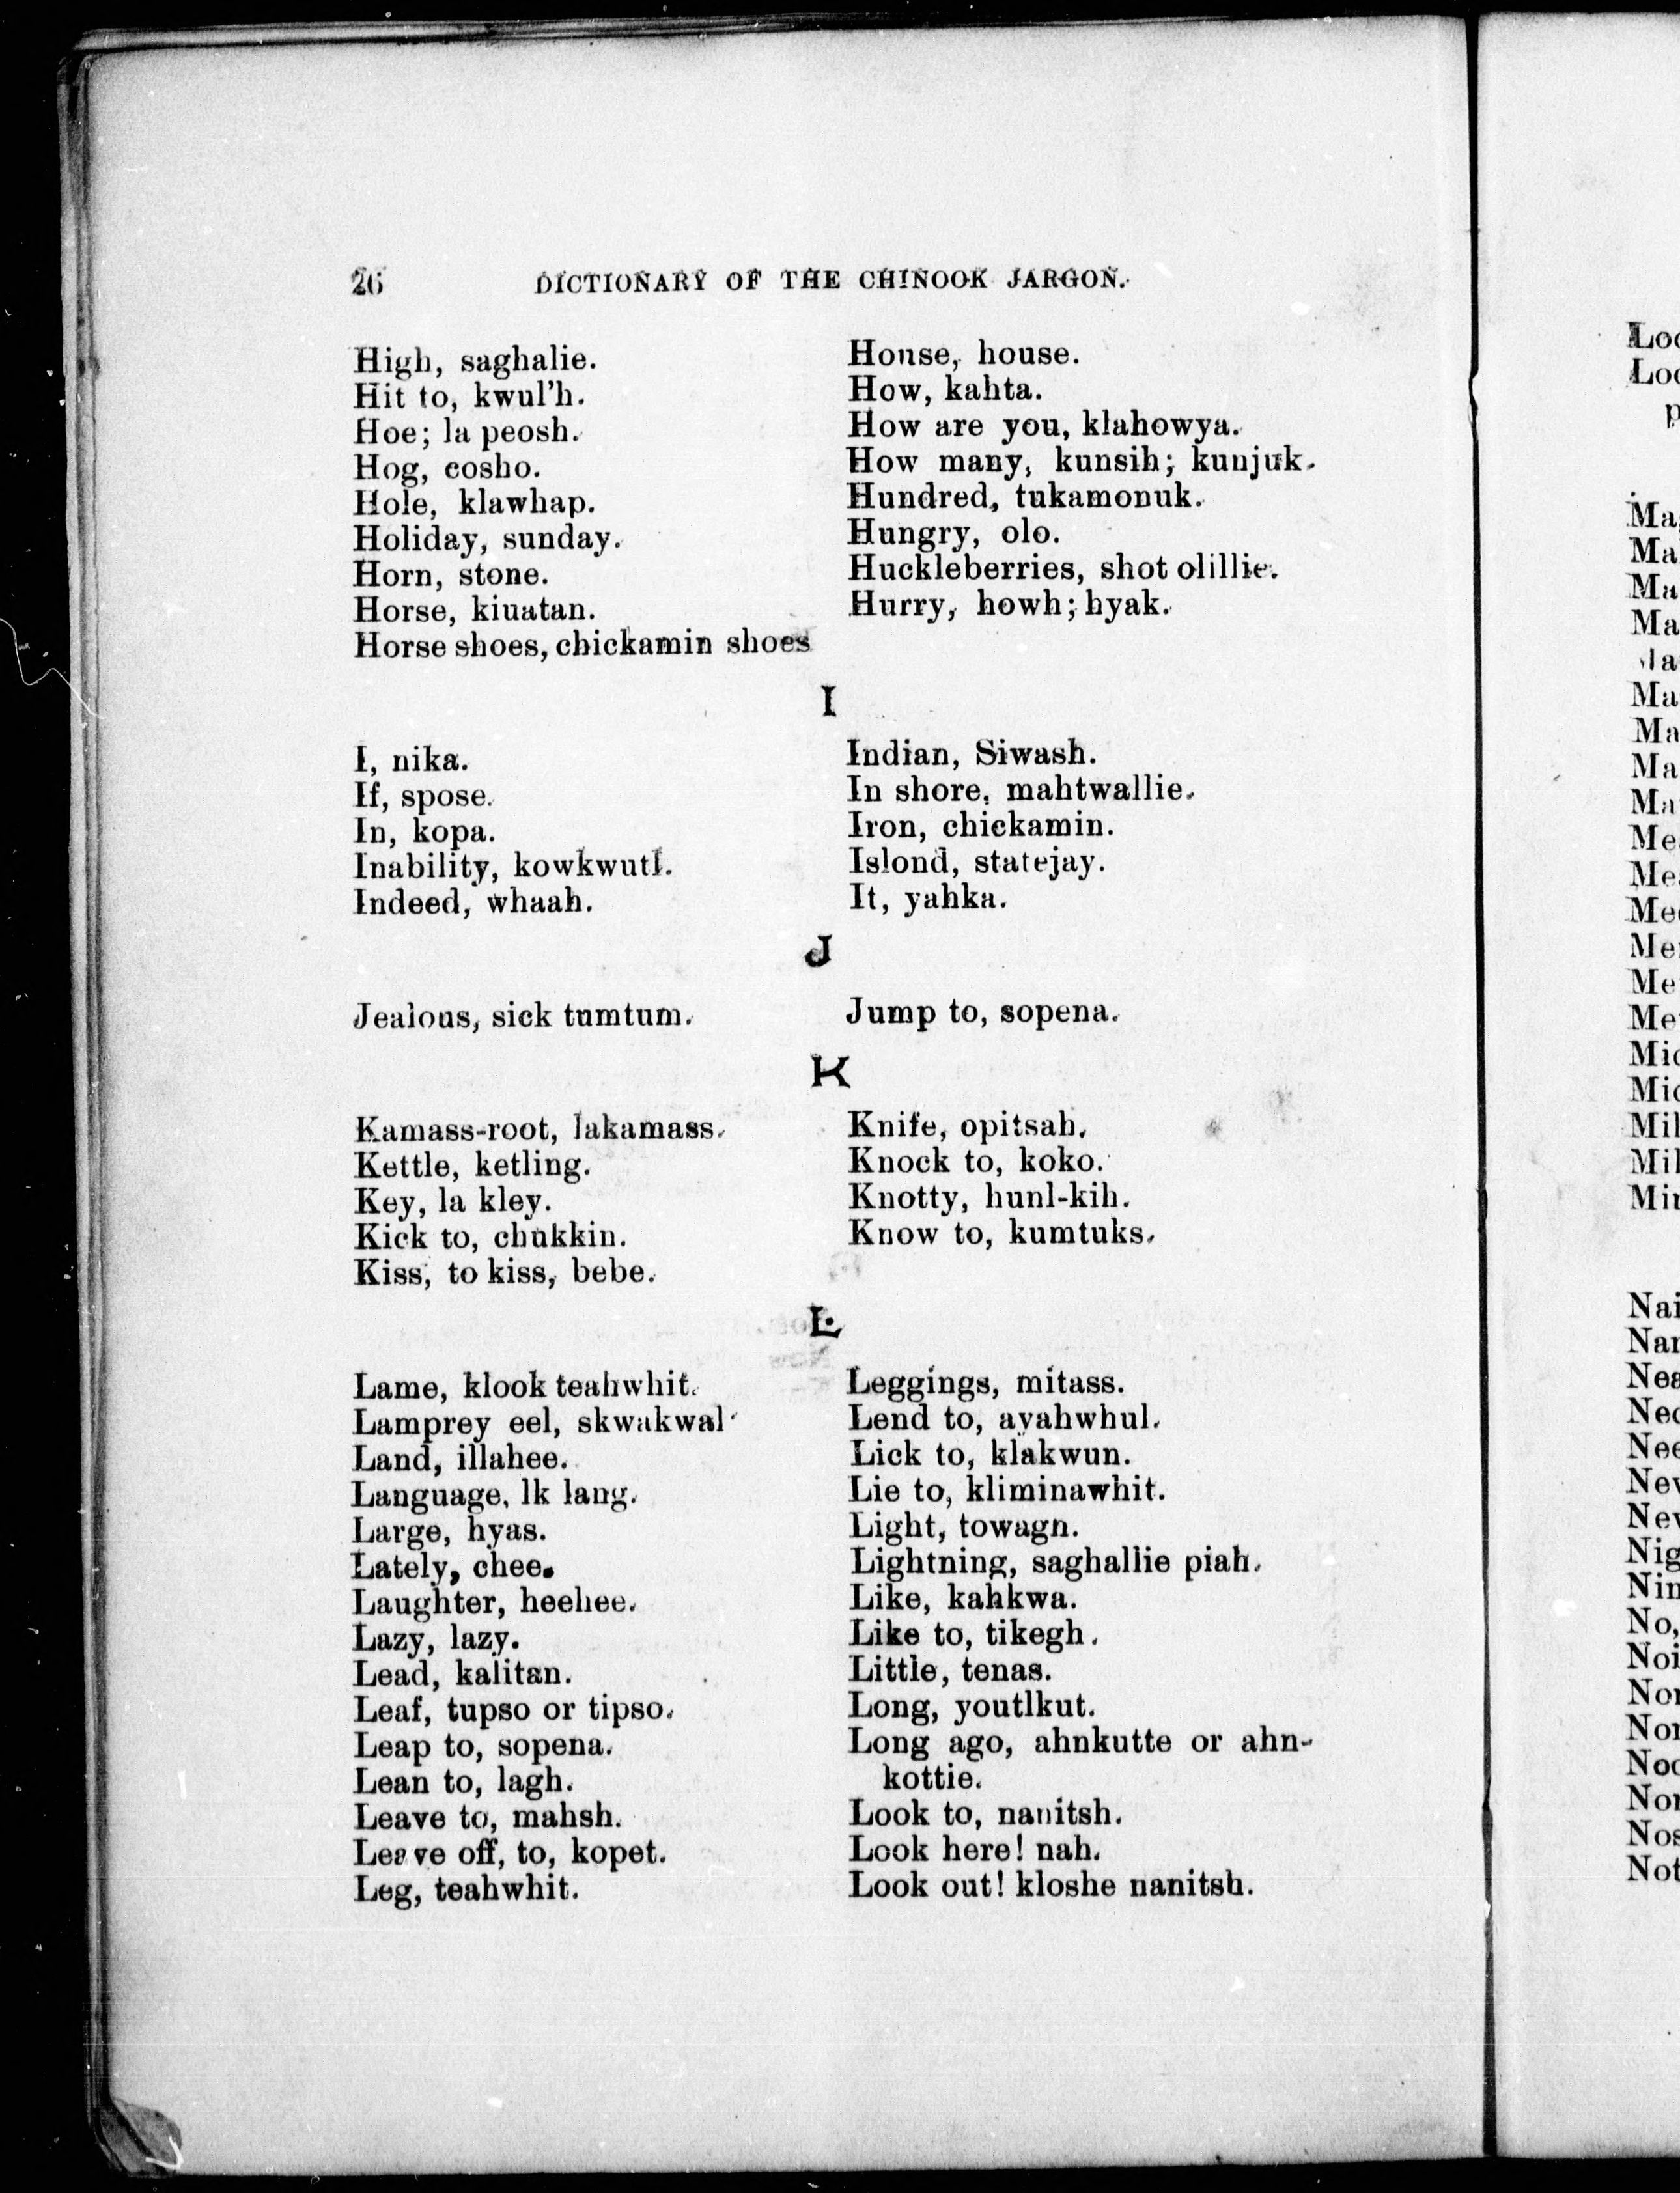 26 DICTIONARY OF THE CHINOOK JARGON.
High, saghalie.
Hit to, kwul'h.
Hoe; la peosh.
Hog, cosho.
Hole, klawhap.
Holiday, sunday.
Horn, stone.
Horse, kiuatan.
Horse shoes, chickamin shoes
House, house.
How, kahta.
How are you, klahowya.
How many, kunsih; kunjuk.
Hundred, tukamonuk.
Hungry, olo.
Huckleberries, shot olillie.
Hurry, howh; hyak.
I
I, nika.
If, spose.
In, kopa.
Inability, kowkwutl.
Indeed, whaah.
Indian, Siwash.
In shore, mahtwallie.
Iron, chickamin.
Islond, statejay.
It, yahka.
J
Jealous, sick tumtum.
Jump to, sopena.
K
Kamass-root, lakamass.
Kettle, ketling.
Key, la kley.
Kick to, chukkin.
Kiss, to kiss, bebe.
Knife, opitsah.
Knock to, koko.
Knotty, hunl-kih.
Know to, kumtuks.
L
Lame, klook teahwhit.
Lamprey eel, skwakwal
Land, illahee.
Language, lk lang.
Large, hyas.
Lately, chee.
Laughter, heehee.
Lazy, lazy.
Lead, kalitan.
Leaf, tupso or tipso.
Leap to, sopena.
Lean to, lagh.
Leave to, mahsh.
Leave off, to, kopet.
Leg, teahwhit.
Leggings, mitass.
Lend to, ayahwhul.
Lick to, klakwun.
Lie to, kliminawhit.
Light, towagn.
Lightning, saghallie piah.
Like, kahkwa.
Like to, tikegh.
Little, tenas.
Long, youtlkut.
Long ago, ahnkutte or ahn-
kottie.
Look to, nanitsh.
Look here! nah.
Look out! kloshe nanitsh.